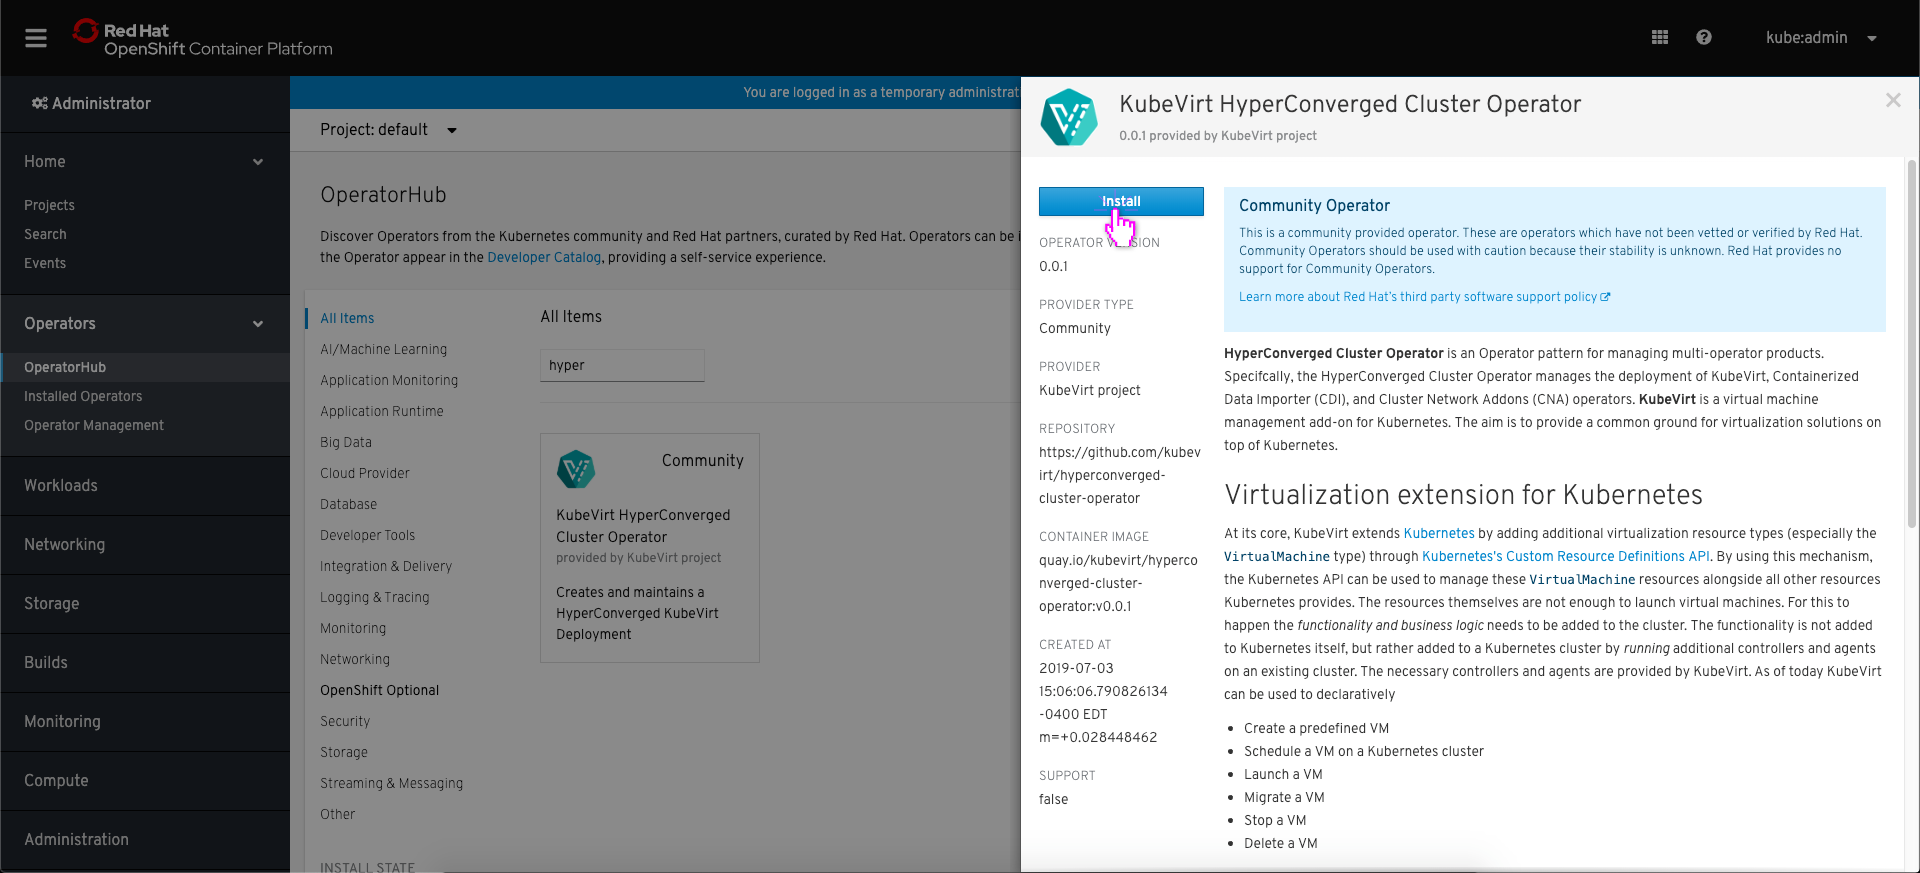 Red Hat
OpenShift Container Platform
kube:admin
Administrator
Home
Projects
Search
Events
Operators
OperatorHub
Installed Operators
Operator Management
Workloads
Networking
Storage
Builds
Monitoring
Compute
Administration
You are logged in as a temporary administrat
Project: default
OperatorHub
Discover Operators from the Kubernetes community and Red Hat partners, curated by Red Hat. Operators can be i
the Operator appear in the Developer Catalog, providing a self-service experience.
All Items
AI/Machine Learning
Application Monitoring
Application Runtime
Big Data
Cloud Provider
Database
Developer Tools
Integration & Delivery
Logging & Tracing
Monitoring
Networking
OpenShift Optional
Security
Storage
Streaming & Messaging
Other
INSTALL STATE
All Items
hyper
Community
KubeVirt HyperConverged
Cluster Operator
provided by KubeVirt project
Creates and maintains a
HyperConverged KubeVirt
Deployment
KubeVirt HyperConverged Cluster Operator
0.0.1 provided by KubeVirt project
Install
OPERATOR VERSION
0.0.1
PROVIDER TYPE
Community
PROVIDER
KubeVirt project
REPOSITORY
https://github.com/kubev
irt/hyperconverged-
cluster-operator
CONTAINER IMAGE
quay.io/kubevirt/hyperco
nverged-cluster-
operator:v0.0.1
CREATED AT
2019-07-03
15:06:06.790826134
-0400 EDT
m=+0.028448462
SUPPORT
false
Community Operator
This is a community provided operator. These are operators which have not been vetted or verified by Red Hat.
Community Operators should be used with caution because their stability is unknown. Red Hat provides no
support for Community Operators.
Learn more about Red Hat's third party software support policy
HyperConverged Cluster Operator is an Operator pattern for managing multi-operator products.
Specifcally, the HyperConverged Cluster Operator manages the deployment of KubeVirt, Containerized
Data Importer (CDI), and Cluster Network Addons (CNA) operators. KubeVirt is a virtual machine
management add-on for Kubernetes. The aim is to provide a common ground for virtualization solutions on
top of Kubernetes.
Virtualization extension for Kubernetes
At its core, KubeVirt extends Kubernetes by adding additional virtualization resource types (especially the
VirtualMachine type) through Kubernetes's Custom Resource Definitions API. By using this mechanism,
the Kubernetes API can be used to manage these VirtualMachine resources alongside all other resources
Kubernetes provides. The resources themselves are not enough to launch virtual machines. For this to
happen the functionality and business logic needs to be added to the cluster. The functionality is not added
to Kubernetes itself, but rather added to a Kubernetes cluster by running additional controllers and agents
on an existing cluster. The necessary controllers and agents are provided by KubeVirt. As of today KubeVirt
can be used to declaratively
Create a predefined VM
Schedule a VM on a Kubernetes cluster
Launch a VM
Migrate a VM
Stop a VM
Delete a VM